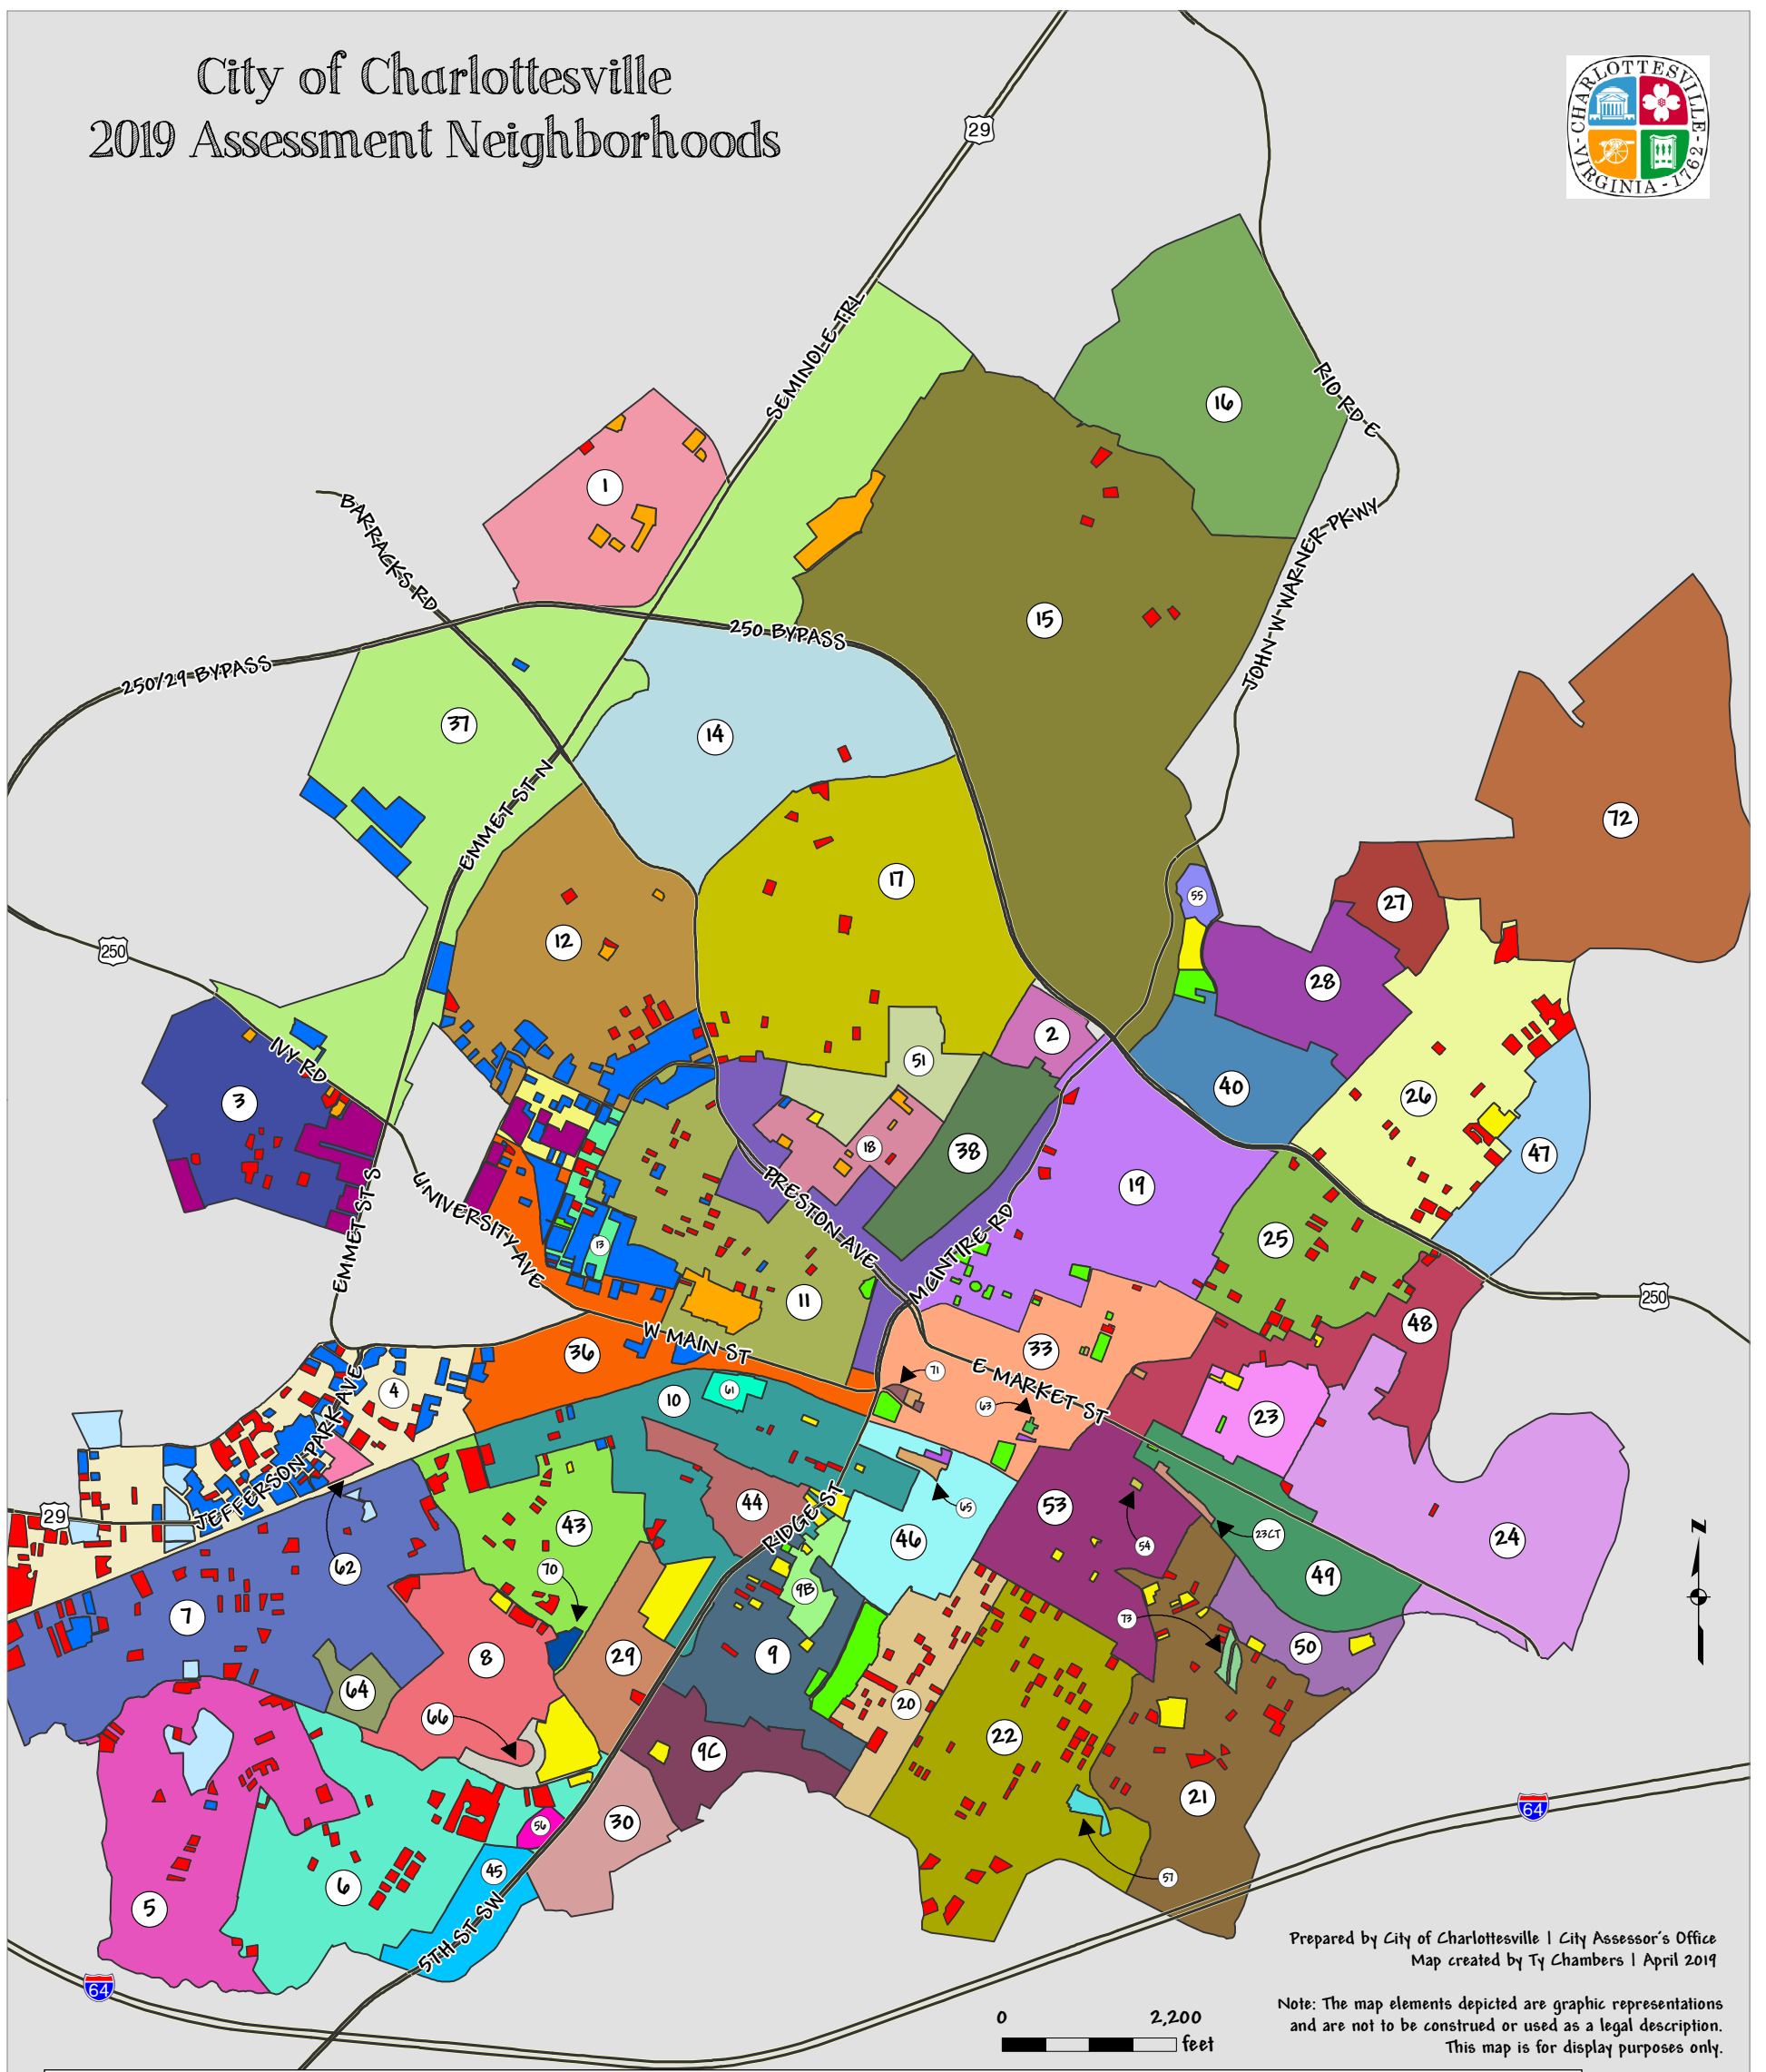 City of Charlottesville
2019 Assessment Neighborhoods
CHARLOTTESVILLE
VIRGINIA-1762
29
SEMINOLE TRL
RIO RD E
16
1
BARRACKS RD
15
JOHN W WARNER PKWY
250 BYPASS
250/29 BYPASS
37
14
72
EMMET ST N
17
55
27
12
250
28
2
51
IVY RD
3
40
26
18
38
47
19
PRESTON AVE
UNIVERSITY AVE
EMMET ST S
MCINTIRE RD
25
13
11
250
48
W MAIN ST
33
36
E MARKET ST
71
4
61
10
63
23
JEFFERSON PARK AVE
44
RIDGE ST
65
53
29
43
46
23CT
24
54
62
70
49
9B
N
7
73
50
8
29
9
64
20
66
22
9C
21
64
30
56
45
57
6
5
5TH ST SW
64
Prepared by City of Charlottesville | City Assessor's Office
Map created by Ty Chambers | April 2019
0 2,200
feet
Note: The map elements depicted are graphic representations
and are not to be construed or used as a legal description.
This map is for display purposes only.